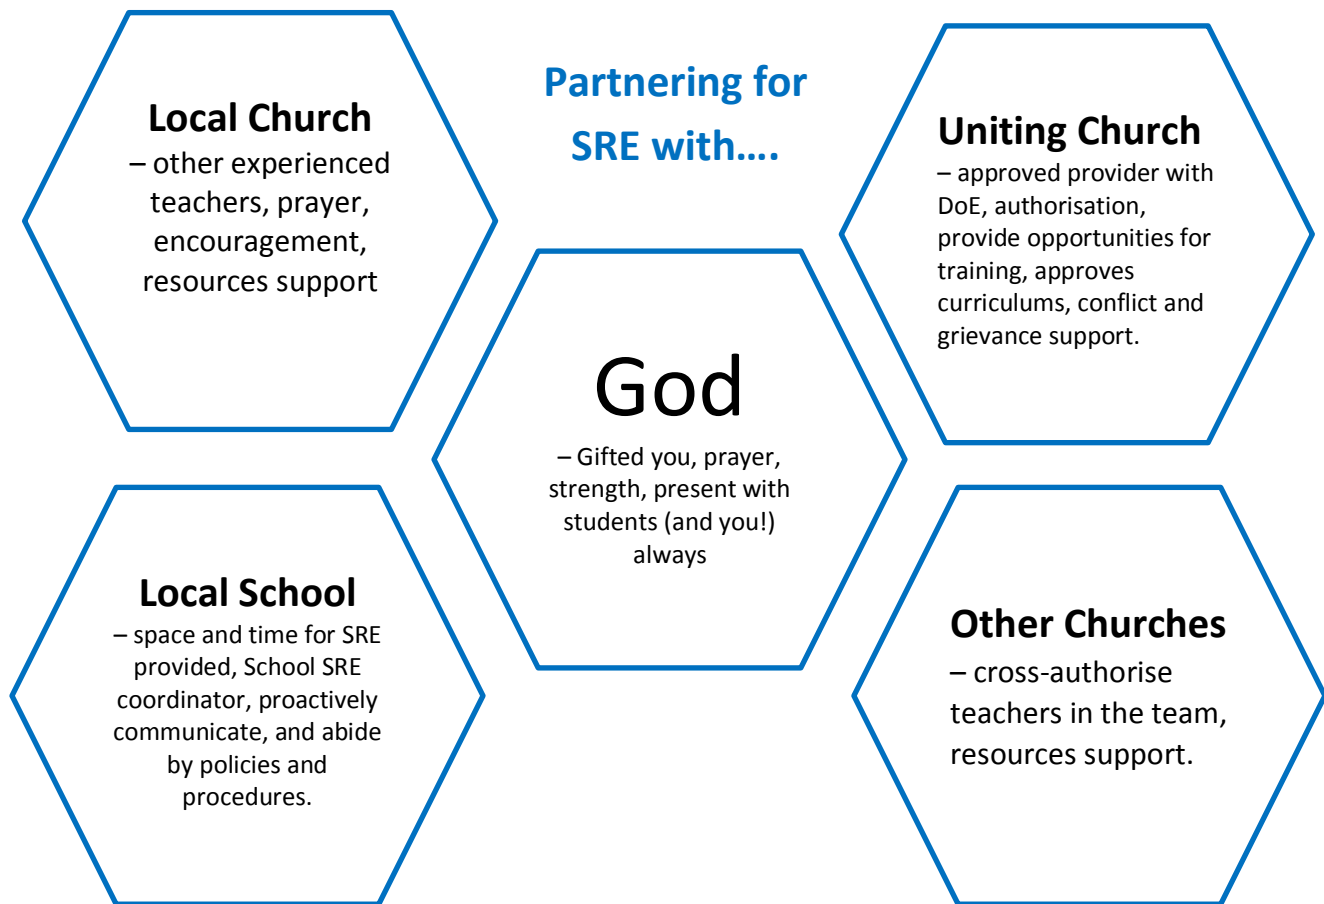 Partnering for
SRE with....
Local Church
– other experienced
teachers, prayer,
encouragement,
resources support
Uniting Church
– approved provider with
DoE, authorisation,
provide opportunities for
training, approves
curriculums, conflict and
grievance support.
God
– Gifted you, prayer,
strength, present with
students (and you!)
always
Local School
– space and time for SRE
provided, School SRE
coordinator, proactively
communicate, and abide
by policies and
procedures.
Other Churches
– cross-authorise
teachers in the team,
resources support.